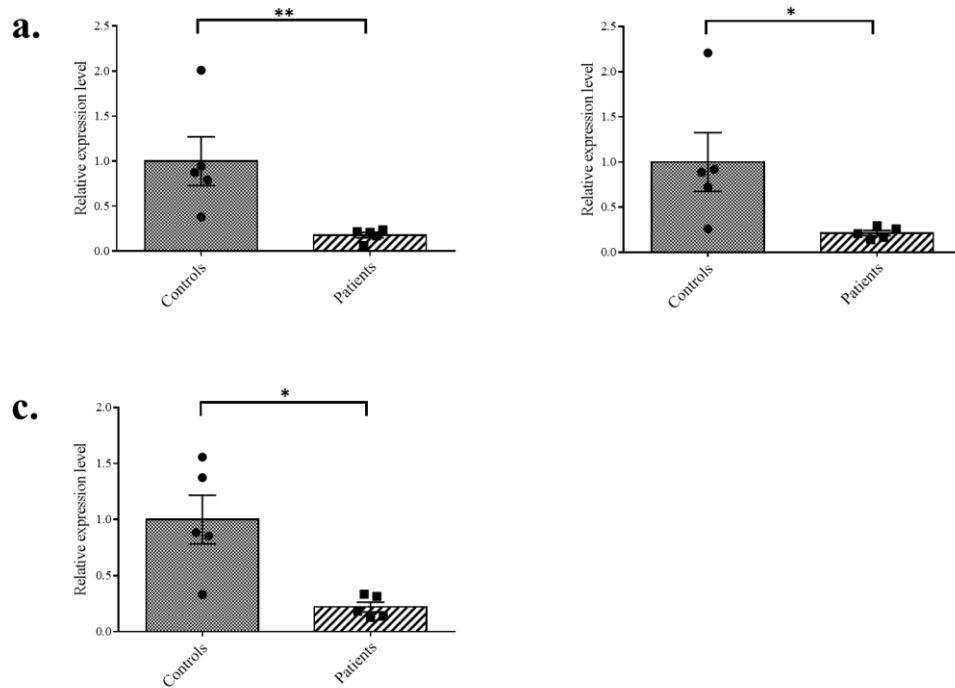 a.
**
Relative expression level
2.5
2.0
1.5
1.0
0.5
0.0
Controls
Patients
*
Relative expression level
2.5
2.0
1.5
1.0
0.5
0.0
Controls
Patients
c.
*
Relative expression level
2.0
1.5
1.0
0.5
0.0
Controls
Patients